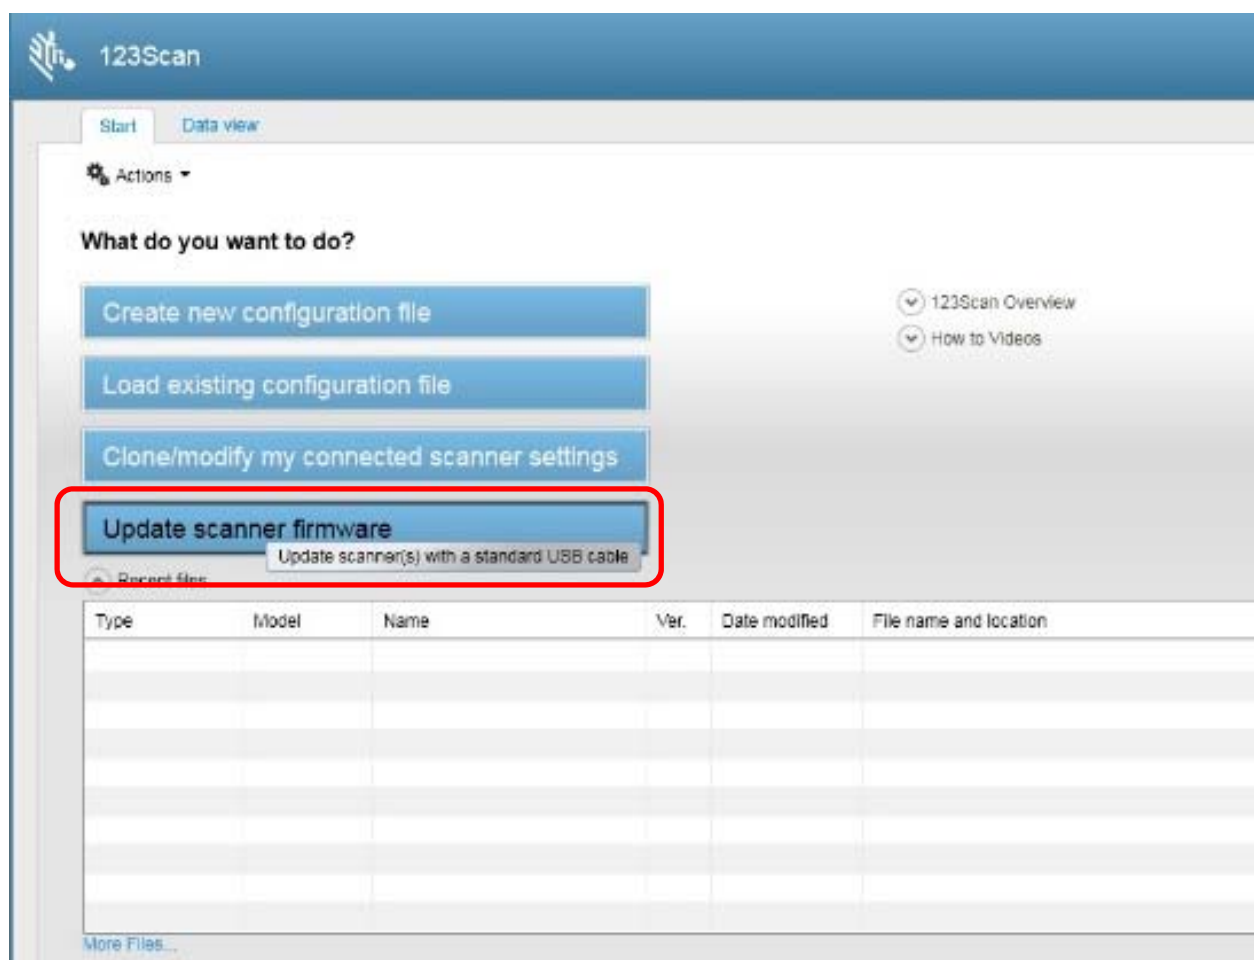 123Scan
Start Data view
Actions
What do you want to do?
Create new configuration file
123Scan Overview
How to Videos
Load existing configuration file
Clone/modify my connected scanner settings
Update scanner firmware
Update scanner(s) with a standard USB cable
Recent files
Type Model Name Ver. Date modified File name and location
More Files...